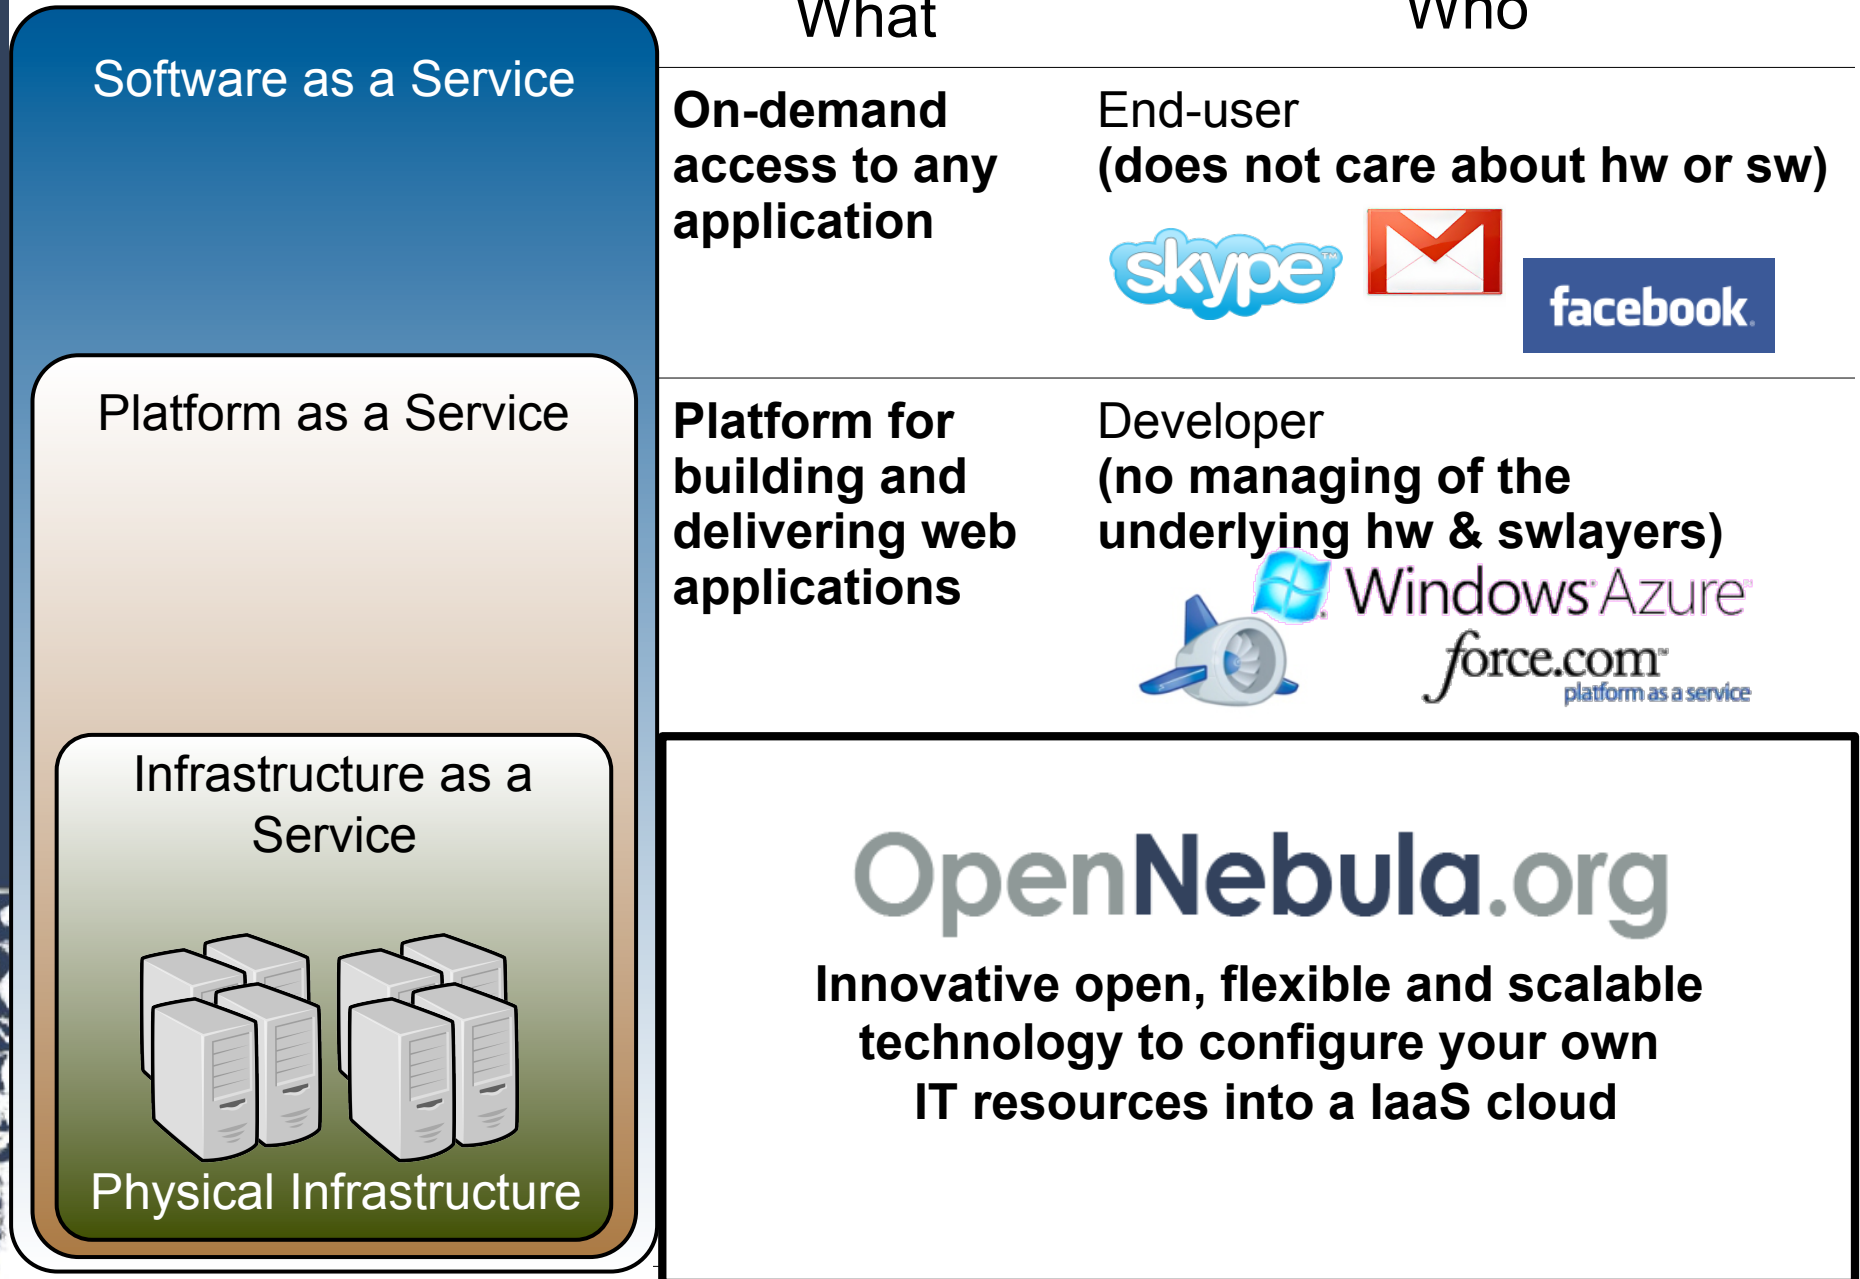 What
Who
Software as a Service
On-demand
access to any
application
End-user
(does not care about hw or sw)
skype™
facebook.
Platform as a Service
Platform for
building and
delivering web
applications
Developer
(no managing of the
underlying hw & swlayers)
Windows Azure™
force.com™
platform as a service
Infrastructure as a
Service
Physical Infrastructure
OpenNebula.org
Innovative open, flexible and scalable
technology to configure your own
IT resources into a IaaS cloud